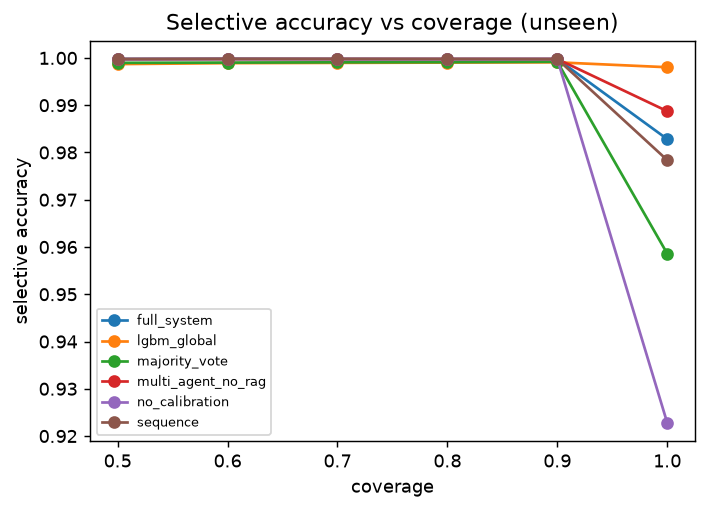 Selective accuracy vs coverage (unseen)
selective accuracy
1.00
0.99
0.98
0.97
0.96
0.95
0.94
0.93
0.92
full_system
lgbm_global
majority_vote
multi_agent_no_rag
no_calibration
sequence
0.5 0.6 0.7 0.8 0.9 1.0
coverage